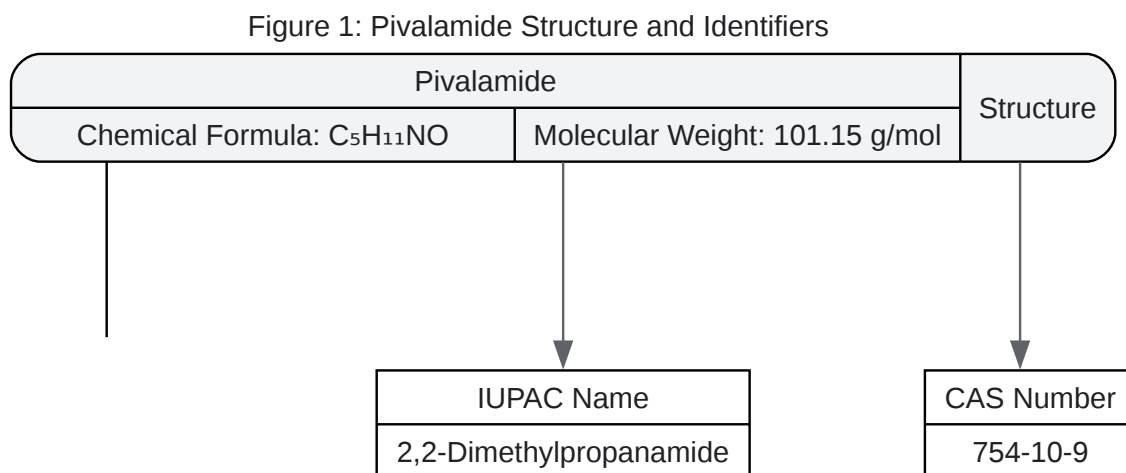 Figure 1: Pivalamide Structure and Identifiers
Pivalamide
Structure
Chemical Formula: C₅H₁₁NO
Molecular Weight: 101.15 g/mol
IUPAC Name
2,2-Dimethylpropanamide
CAS Number
754-10-9